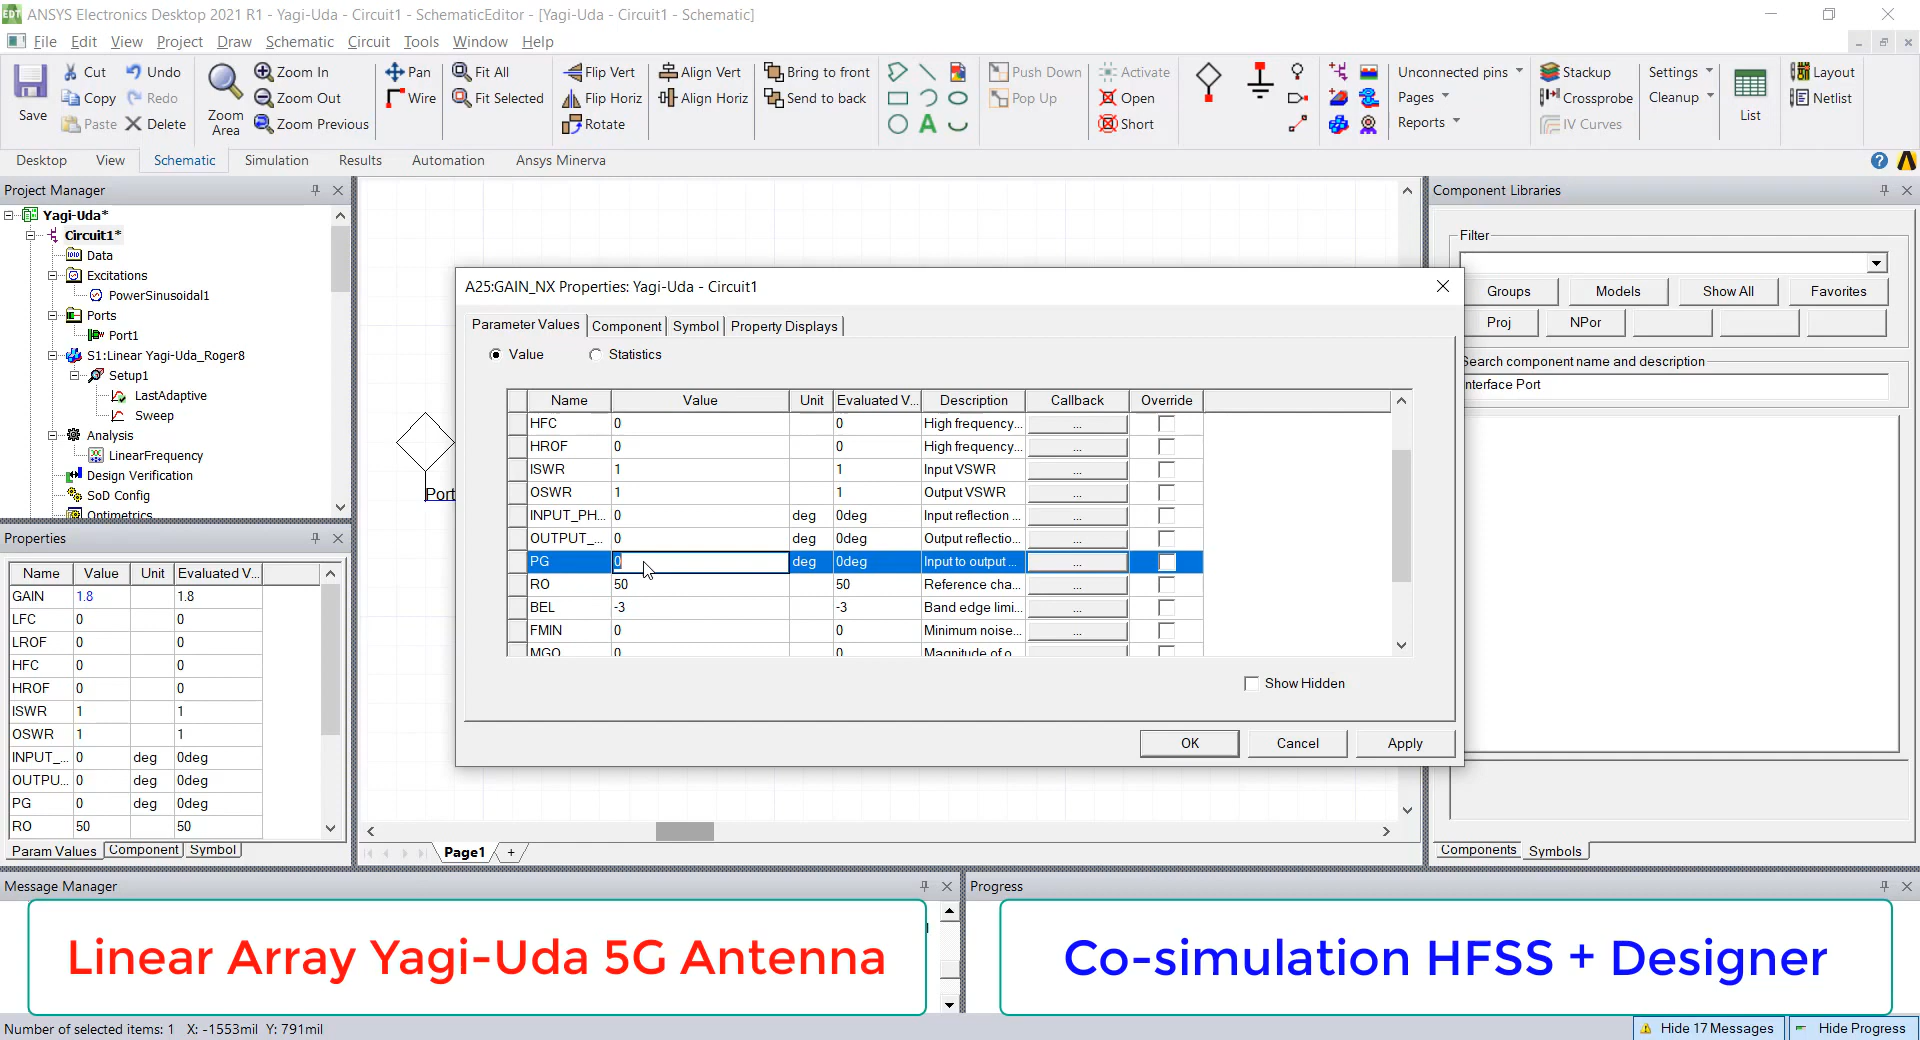 EDT ANSYS Electronics Desktop 2021 R1 - Yagi-Uda - Circuit1 - SchematicEditor - [Yagi-Uda - Circuit1 - Schematic]
File Edit View Project Draw Schematic Circuit Tools Window Help
Save
Cut Undo
Copy Redo
Paste Delete
Zoom Area
Zoom In
Zoom Out
Zoom Previous
Pan
Wire
Fit All
Fit Selected
Flip Vert
Flip Horiz
Rotate
Align Vert
Align Horiz
Bring to front
Send to back
Push Down
Pop Up
Activate
Open
Short
Unconnected pins
Pages
Reports
Stackup
Crossprobe
IV Curves
Settings
Cleanup
List
Layout
Netlist
Desktop View Schematic Simulation Results Automation Ansys Minerva
Project Manager
Yagi-Uda*
Circuit1*
Data
Excitations
PowerSinusoidal1
Ports
Port1
S1:Linear Yagi-Uda_Roger8
Setup1
LastAdaptive
Sweep
Analysis
LinearFrequency
Design Verification
SoD Config
Optimetrics
Properties
Name Value Unit Evaluated V...
GAIN 1.8 1.8
LFC 0 0
LROF 0 0
HFC 0 0
HROF 0 0
ISWR 1 1
OSWR 1 1
INPUT_... 0 deg 0deg
OUTPU... 0 deg 0deg
PG 0 deg 0deg
RO 50 50
Param Values Component Symbol
Port
A25:GAIN_NX Properties: Yagi-Uda - Circuit1
Parameter Values Component Symbol Property Displays
Value Statistics
Name Value Unit Evaluated V... Description Callback Override
HFC 0 0 High frequency... ...
HROF 0 0 High frequency... ...
ISWR 1 1 Input VSWR ...
OSWR 1 1 Output VSWR ...
INPUT_PH... 0 deg 0deg Input reflection ... ...
OUTPUT_... 0 deg 0deg Output reflectio... ...
PG 0 deg 0deg Input to output ... ...
RO 50 50 Reference cha... ...
BEL -3 -3 Band edge limi... ...
FMIN 0 0 Minimum noise... ...
MGO 0 0 Magnitude of o...
Show Hidden
OK Cancel Apply
Page1 +
Component Libraries
Filter
Groups Models Show All Favorites
Proj NPor
Search component name and description
nterface Port
Components Symbols
Message Manager
Progress
Linear Array Yagi-Uda 5G Antenna
Co-simulation HFSS + Designer
Number of selected items: 1 X: -1553mil Y: 791mil
Hide 17 Messages Hide Progress